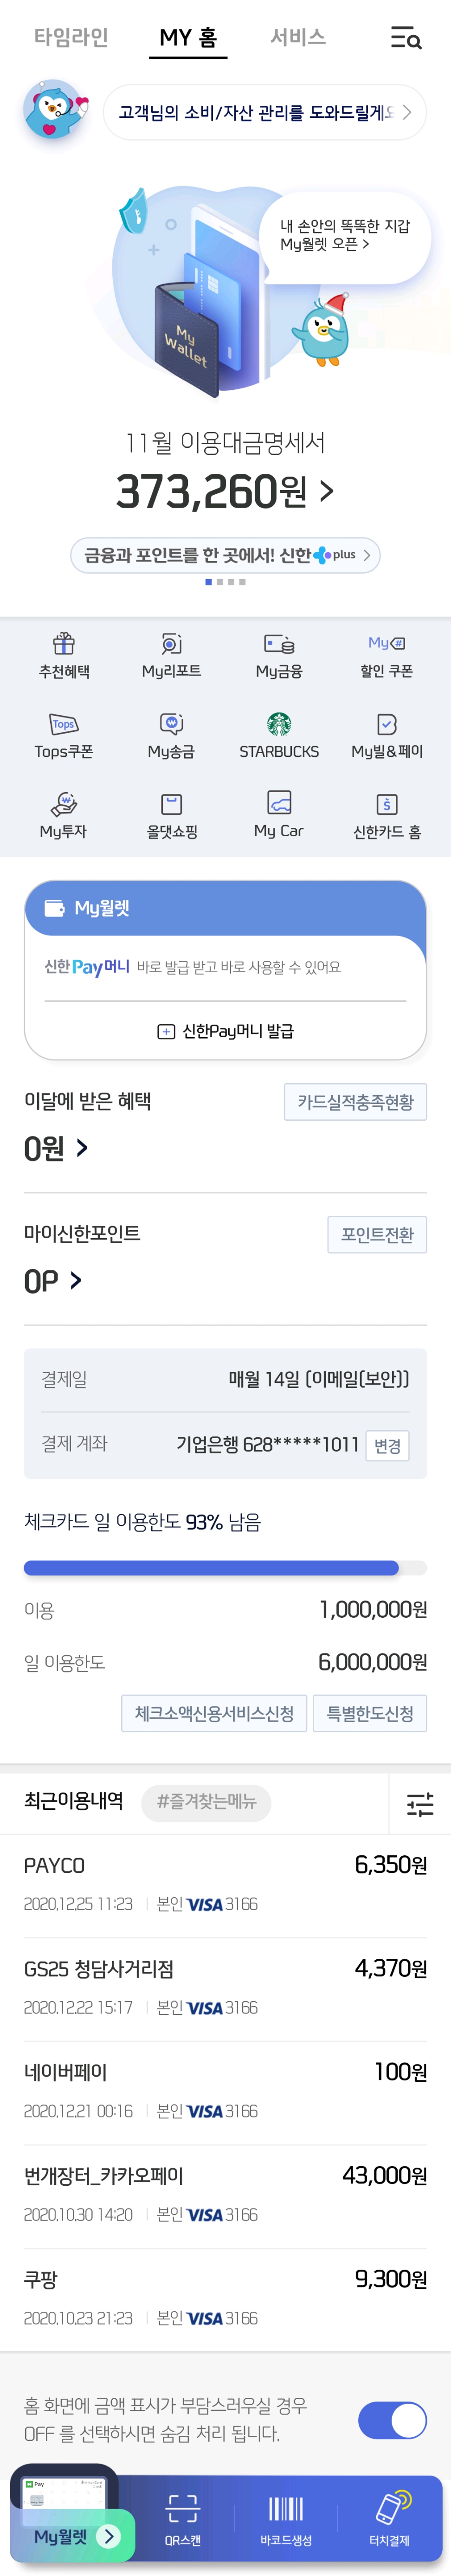 타임라인
MY 홈
서비스
고객님의 소비/자산 관리를 도와드릴게요
내 손안의 똑똑한 지갑
My월렛 오픈 >
My
Wallet
11월 이용대금명세서
373,260원 >
금융과 포인트를 한 곳에서! 신한 plus >
추천혜택
My리포트
My금융
My#
할인 쿠폰
Tops
Tops쿠폰
My송금
STARBUCKS
My빌&페이
My투자
올댓쇼핑
My Car
신한카드 홈
My월렛
신한Pay머니 바로 발급 받고 바로 사용할 수 있어요
신한Pay머니 발급
이달에 받은 혜택
카드실적충족현황
0원 >
마이신한포인트
포인트전환
0P >
결제일
매월 14일 (이메일(보안))
결제 계좌
기업은행 628*****1011
변경
체크카드 일 이용한도 93% 남음
이용
1,000,000원
일 이용한도
6,000,000원
체크소액신용서비스신청
특별한도신청
최근이용내역
#즐겨찾는메뉴
PAYCO
6,350원
2020.12.25 11:23 | 본인 VISA 3166
GS25 청담사거리점
4,370원
2020.12.22 15:17 | 본인 VISA 3166
네이버페이
100원
2020.12.21 00:16 | 본인 VISA 3166
번개장터_카카오페이
43,000원
2020.10.30 14:20 | 본인 VISA 3166
쿠팡
9,300원
2020.10.23 21:23 | 본인 VISA 3166
홈 화면에 금액 표시가 부담스러우실 경우
OFF 를 선택하시면 숨김 처리 됩니다.
Pay
My월렛
QR스캔
바코드생성
터치결제